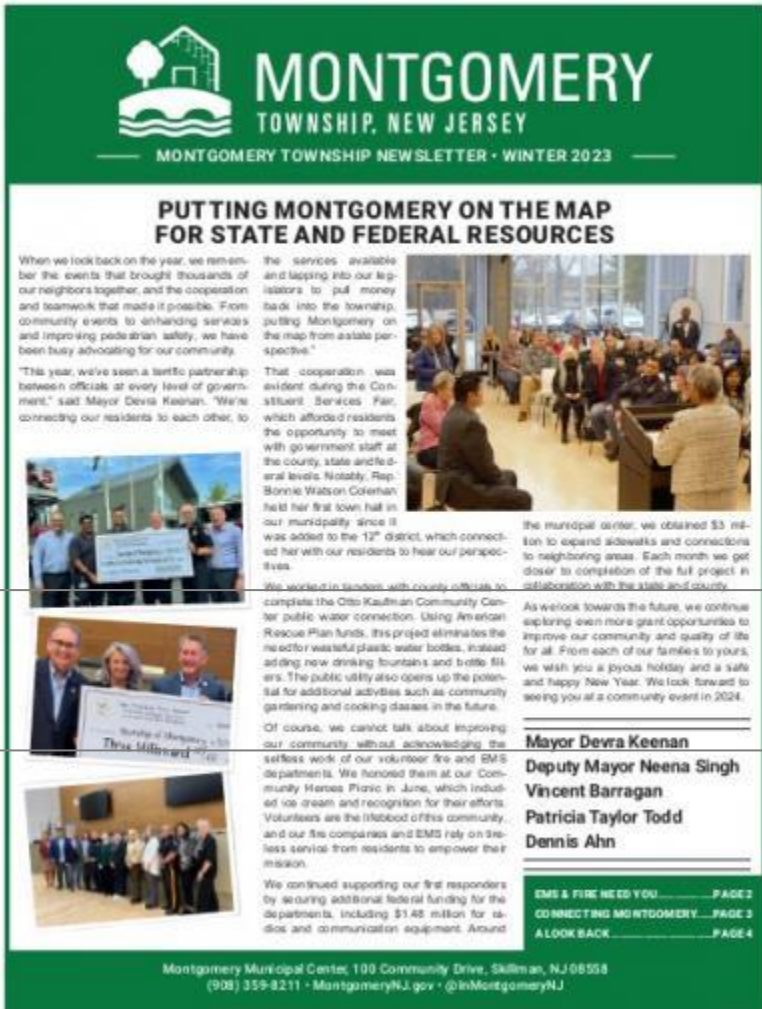 MONTGOMERY
TOWNSHIP, NEW JERSEY
MONTGOMERY TOWNSHIP NEWSLETTER • WINTER 2023
PUTTING MONTGOMERY ON THE MAP
FOR STATE AND FEDERAL RESOURCES
When we look back on the year, we remem-
ber the events that brought thousands of
our neighbors together, and the cooperation
and teamwork that made it possible. From
community events to enhancing services
and improving pedestrian safety, we have
been busy advocating for our community.
"This year, we've seen a terrific partnership
between officials at every level of govern-
ment," said Mayor Devra Keenan. "We're
connecting our residents to each other, to
the services available
and tapping into our leg-
islators to pull money
back into the township,
putting Montgomery on
the map from a state per-
spective."
That cooperation was
evident during the Con-
stituent Services Fair,
which afforded residents
the opportunity to meet
with government staff at
the county, state and fed-
eral levels. Notably, Rep.
Bonnie Watson Coleman
held her first town hall in
our municipality since it
was added to the 12th district, which connect-
ed her with our residents to hear our perspec-
tives.
We worked in tandem with county officials to
complete the Otto Kaufman Community Cen-
ter public water connection. Using American
Rescue Plan funds, this project eliminates the
need for wasteful plastic water bottles, instead
adding new drinking fountains and bottle fill-
ers. The public utility also opens up the poten-
tial for additional activities such as community
gardening and cooking classes in the future.
Of course, we cannot talk about improving
our community without acknowledging the
selfless work of our volunteer fire and EMS
departments. We honored them at our Com-
munity Heroes Picnic in June, which includ-
ed ice cream and recognition for their efforts.
Volunteers are the lifeblood of this community,
and our fire companies and EMS rely on tire-
less service from residents to empower their
mission.
We continued supporting our first responders
by securing additional federal funding for the
departments, including $1.48 million for ra-
dios and communication equipment. Around
the municipal center, we obtained $3 mil-
lion to expand sidewalks and connections
to neighboring areas. Each month we get
closer to completion of the full project in
collaboration with the state and county.
As we look towards the future, we continue
exploring even more grant opportunities to
improve our community and quality of life
for all. From each of our families to yours,
we wish you a joyous holiday and a safe
and happy New Year. We look forward to
seeing you at a community event in 2024.
Township of Montgomery
Three Million and
Mayor Devra Keenan
Deputy Mayor Neena Singh
Vincent Barragan
Patricia Taylor Todd
Dennis Ahn
EMS & FIRE NEED YOU..............PAGE 2
CONNECTING MONTGOMERY....PAGE 3
A LOOK BACK..........................PAGE 4
Montgomery Municipal Center, 100 Community Drive, Skillman, NJ 08558
(908) 359-8211 • MontgomeryNJ.gov • @InMontgomeryNJ